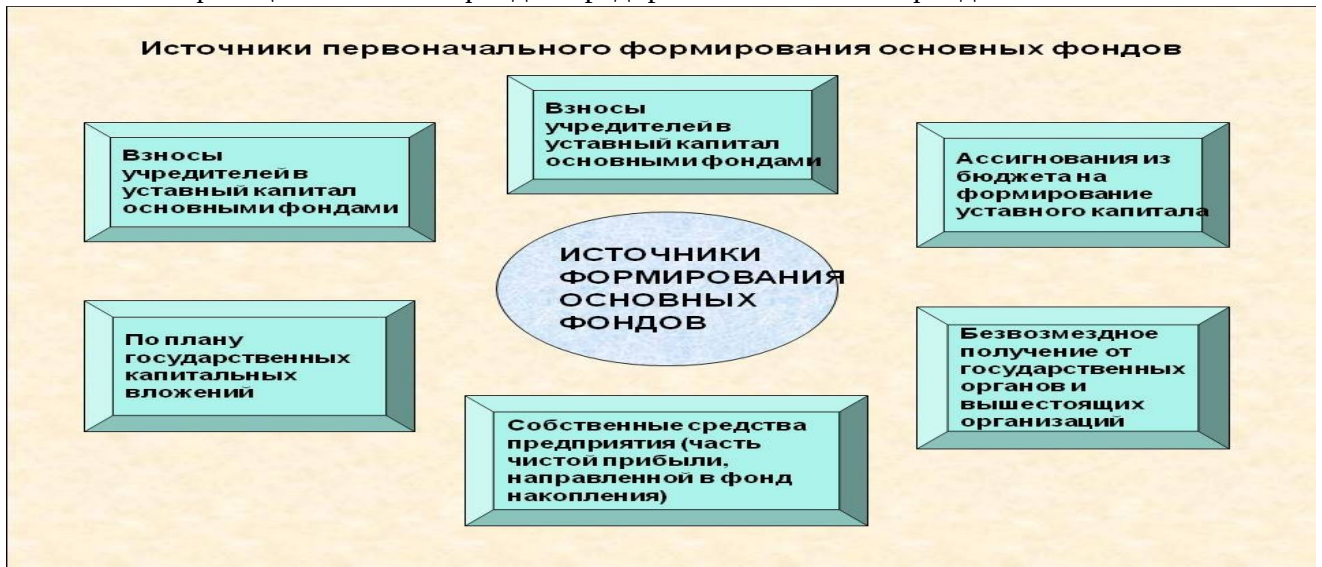 Источники первоначального формирования основных фондов
Взносы
учредителей в
уставный капитал
основными фондами
Взносы
учредителей в
уставный капитал
основными фондами
Ассигнования из
бюджета на
формирование
уставного капитала
ИСТОЧНИКИ
ФОРМИРОВАНИЯ
ОСНОВНЫХ
ФОНДОВ
По плану
государственных
капитальных
вложений
Собственные средства
предприятия (часть
чистой прибыли,
направленной в фонд
накопления)
Безвозмездное
получение от
государственных
органов и
вышестоящих
организаций